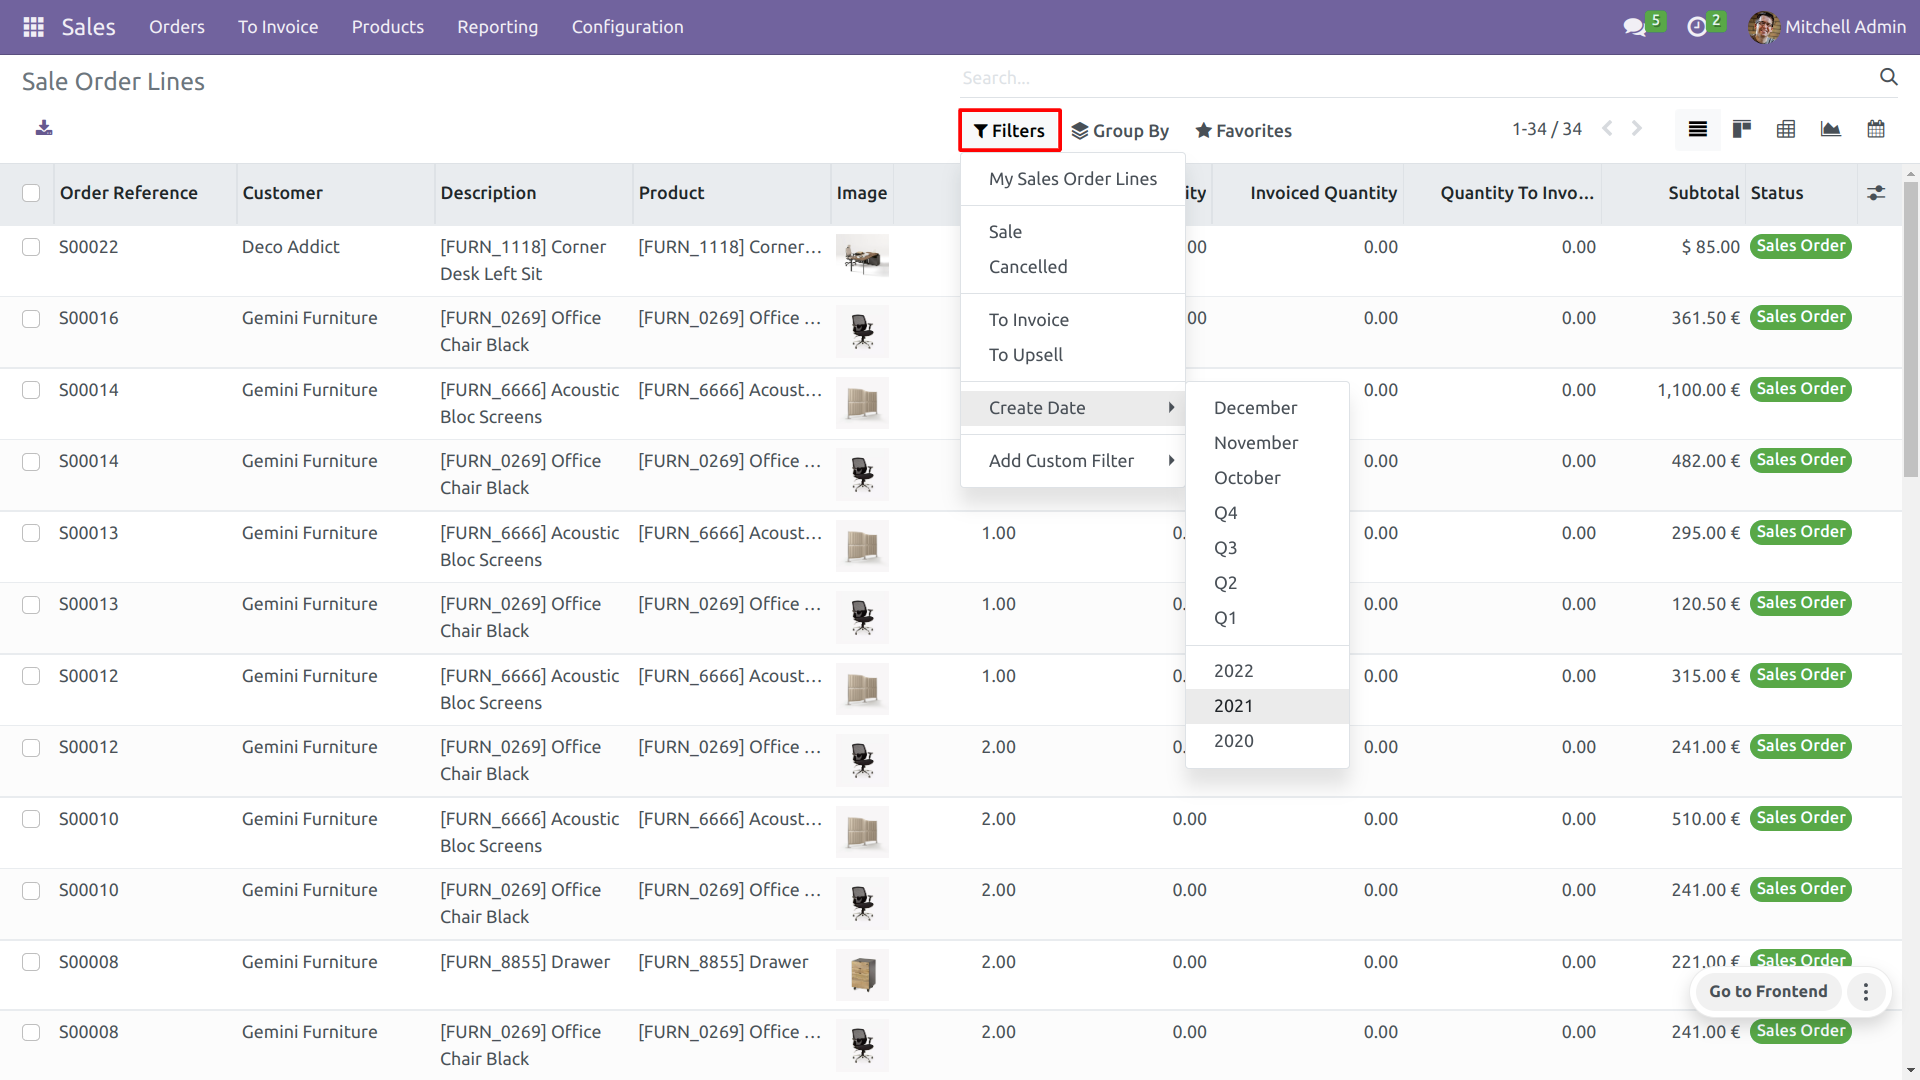 Sales Orders To Invoice Products Reporting Configuration 5 2 Mitchell Admin
Sale Order Lines Search...
Filters Group By Favorites 1-34 / 34
Order Reference Customer Description Product Image ity Invoiced Quantity Quantity To Invo... Subtotal Status
My Sales Order Lines
Sale
Cancelled
To Invoice
To Upsell
Create Date
Add Custom Filter
December
November
October
Q4
Q3
Q2
Q1
2022
2021
2020
S00022 Deco Addict [FURN_1118] Corner [FURN_1118] Corner... 00 0.00 0.00 $ 85.00 Sales Order
Desk Left Sit
S00016 Gemini Furniture [FURN_0269] Office [FURN_0269] Office ... 00 0.00 0.00 361.50 € Sales Order
Chair Black
S00014 Gemini Furniture [FURN_6666] Acoustic [FURN_6666] Acoust... 0.00 0.00 1,100.00 € Sales Order
Bloc Screens
S00014 Gemini Furniture [FURN_0269] Office [FURN_0269] Office ... 0.00 0.00 482.00 € Sales Order
Chair Black
S00013 Gemini Furniture [FURN_6666] Acoustic [FURN_6666] Acoust... 1.00 0. 0.00 0.00 295.00 € Sales Order
Bloc Screens
S00013 Gemini Furniture [FURN_0269] Office [FURN_0269] Office ... 1.00 0. 0.00 0.00 120.50 € Sales Order
Chair Black
S00012 Gemini Furniture [FURN_6666] Acoustic [FURN_6666] Acoust... 1.00 0. 0.00 0.00 315.00 € Sales Order
Bloc Screens
S00012 Gemini Furniture [FURN_0269] Office [FURN_0269] Office ... 2.00 0. 0.00 0.00 241.00 € Sales Order
Chair Black
S00010 Gemini Furniture [FURN_6666] Acoustic [FURN_6666] Acoust... 2.00 0.00 0.00 0.00 510.00 € Sales Order
Bloc Screens
S00010 Gemini Furniture [FURN_0269] Office [FURN_0269] Office ... 2.00 0.00 0.00 0.00 241.00 € Sales Order
Chair Black
S00008 Gemini Furniture [FURN_8855] Drawer [FURN_8855] Drawer 2.00 0.00 0.00 0.00 221.00 € Sales Order
Go to Frontend
S00008 Gemini Furniture [FURN_0269] Office [FURN_0269] Office ... 2.00 0.00 0.00 0.00 241.00 € Sales Order
Chair Black